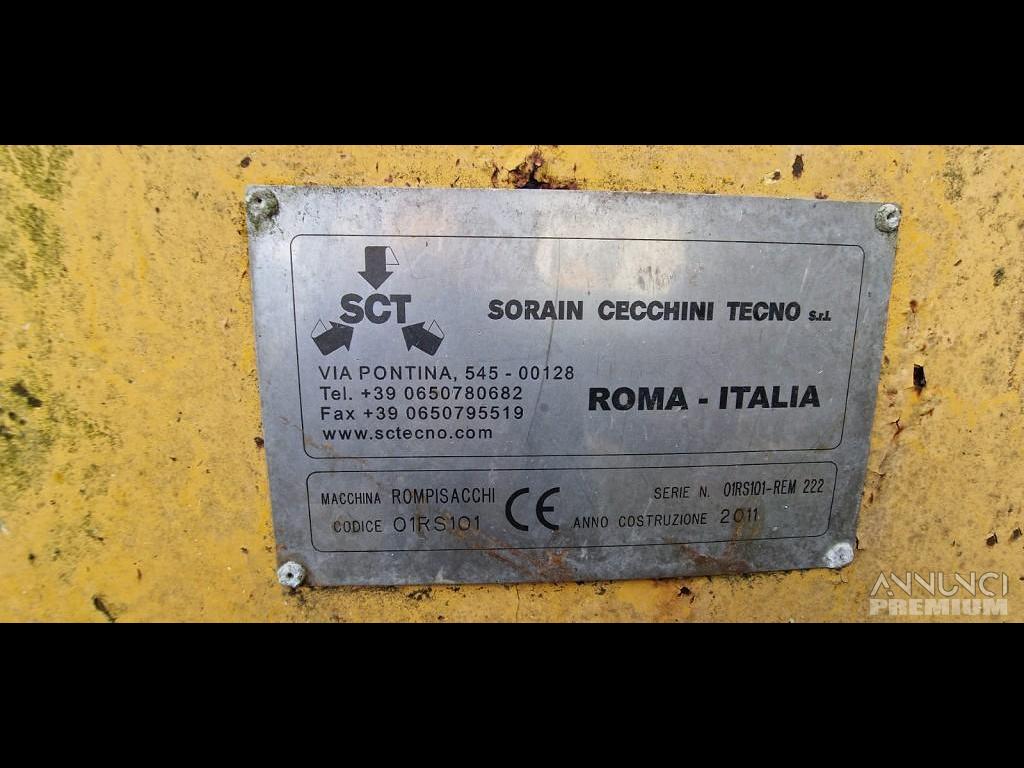 SCT
SORAIN CECCHINI TECNO s.r.l.
VIA PONTINA, 545 - 00128
Tel. +39 0650780682
Fax +39 0650795519
www.sctecno.com
ROMA - ITALIA
MACCHINA ROMPISACCHI
CODICE 01RS101
CE
SERIE N. 01RS101-REM 222
ANNO COSTRUZIONE 2011
ANNUNCI
PREMIUM